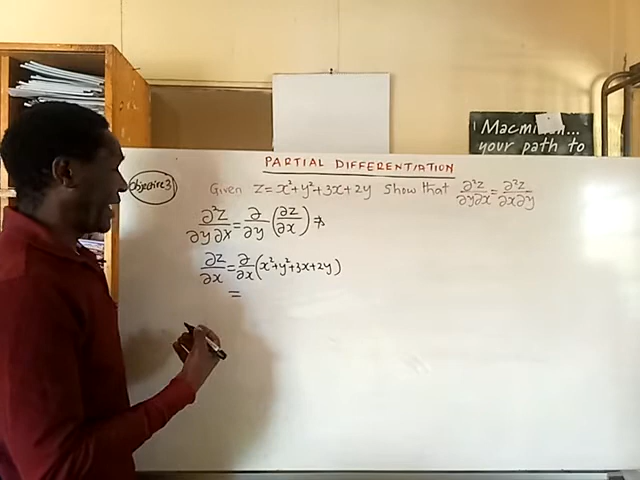 Macmillan...
your path to
PARTIAL DIFFERENTIATION
Objective 3
Given z = x²+y²+3x+2y show that ∂²z/∂y∂x = ∂²z/∂x∂y
∂²z/∂y∂x = ∂/∂y (∂z/∂x) ⇒
∂z/∂x = ∂/∂x (x²+y²+3x+2y)
=